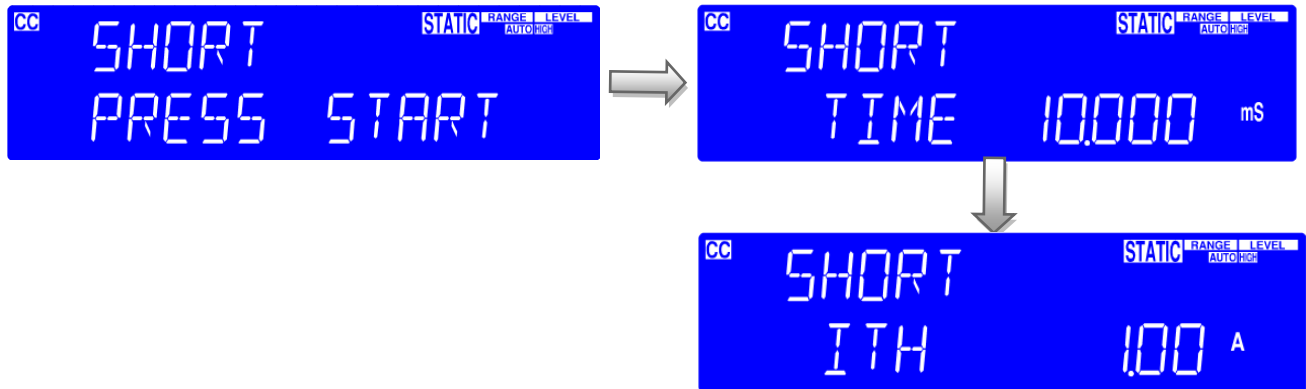 CC SHORT STATIC RANGE LEVEL
AUTO HIGH
PRESS START
CC SHORT STATIC RANGE LEVEL
AUTO HIGH
TIME 10.000 mS
CC SHORT STATIC RANGE LEVEL
AUTO HIGH
ITH 1.00 A